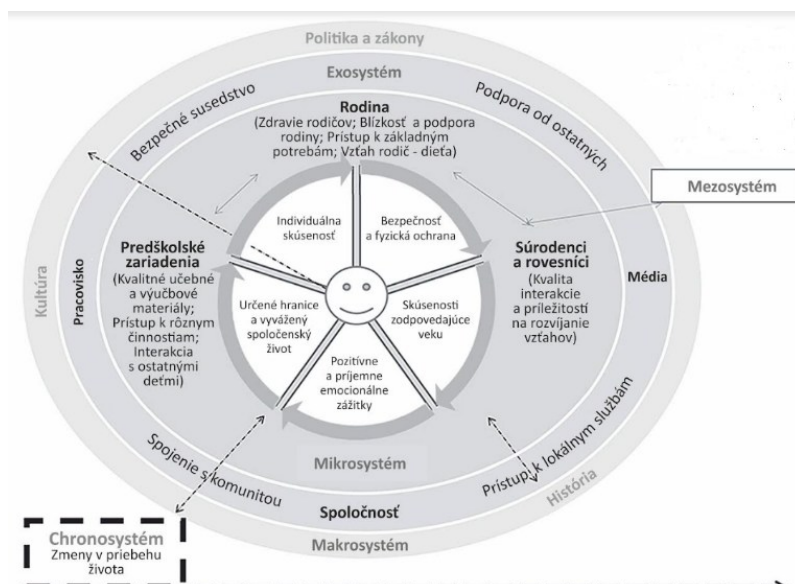 Politika a zákony
Exosystém
Bezpečné susedstvo
Podpora od ostatných
Rodina
(Zdravie rodičov; Blízkosť a podpora
rodiny; Prístup k základným
potrebám; Vzťah rodič - dieťa)
Mezosystém
Individuálna
skúsenosť
Bezpečnosť
a fyzická ochrana
Kultúra
Pracovisko
Predškolské
zariadenia
(Kvalitné učebné
a výučbové
materiály;
Prístup k rôznym
činnostiam;
Interakcia
s ostatnými
deťmi)
Určené hranice
a vyvážený
spoločenský
život
Skúsenosti
zodpovedajúce
veku
Súrodenci
a rovesníci
(Kvalita
interakcie
a príležitostí
na rozvíjanie
vzťahov)
Média
Pozitívne
a príjemne
emocionálne
zážitky
Mikrosystém
Spojenie s komunitou
Spoločnosť
Prístup k lokálnym službám
História
Makrosystém
Chronosystém
Zmeny v priebehu
života